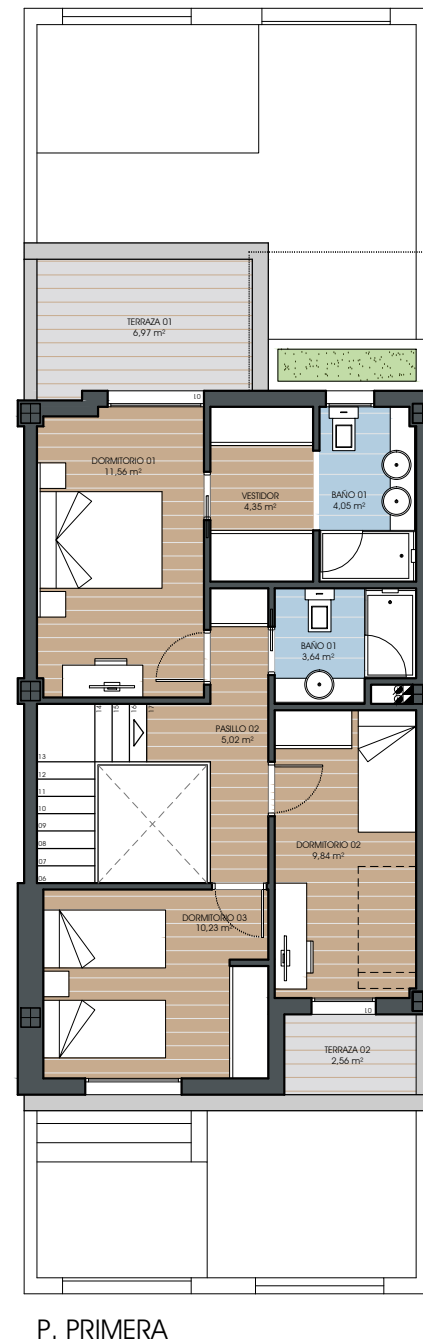 TERRAZA 01
6,97 m²
01
DORMITORIO 01
11,56 m²
VESTIDOR
4,35 m²
BAÑO 01
4,05 m²
BAÑO 01
3,64 m²
14
15
16
17
PASILLO 02
5,02 m²
13
12
11
10
09
08
07
06
DORMITORIO 02
9,84 m²
DORMITORIO 03
10,23 m²
01
TERRAZA 02
2,56 m²
P. PRIMERA